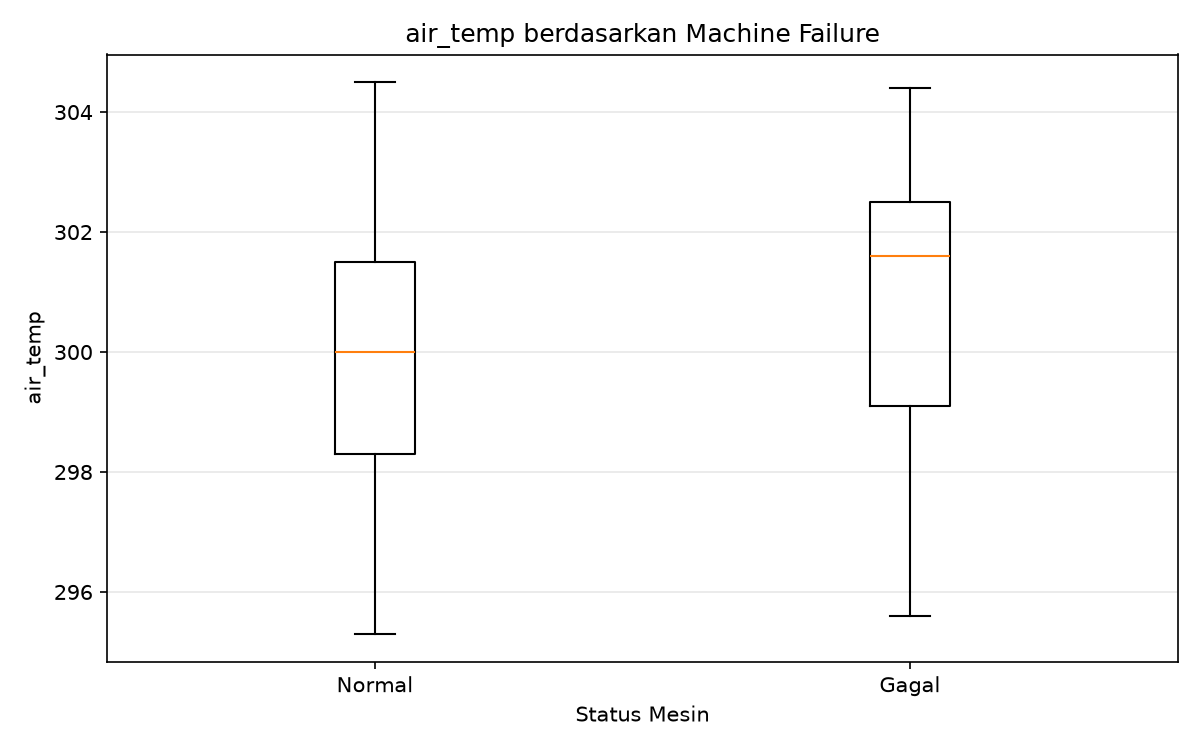 air_temp berdasarkan Machine Failure
304
302
300
298
296
air_temp
Normal
Gagal
Status Mesin